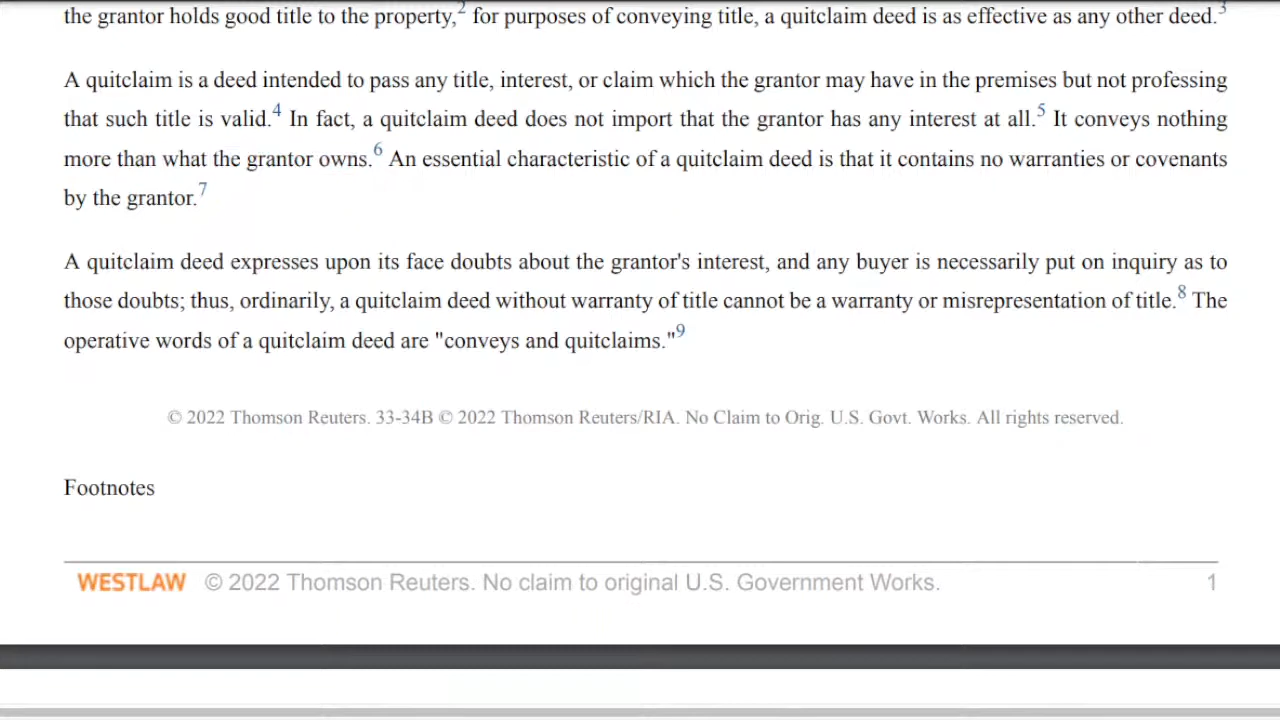 the grantor holds good title to the property,2 for purposes of conveying title, a quitclaim deed is as effective as any other deed.3
A quitclaim is a deed intended to pass any title, interest, or claim which the grantor may have in the premises but not professing
that such title is valid.4 In fact, a quitclaim deed does not import that the grantor has any interest at all.5 It conveys nothing
more than what the grantor owns.6 An essential characteristic of a quitclaim deed is that it contains no warranties or covenants
by the grantor.7
A quitclaim deed expresses upon its face doubts about the grantor's interest, and any buyer is necessarily put on inquiry as to
those doubts; thus, ordinarily, a quitclaim deed without warranty of title cannot be a warranty or misrepresentation of title.8 The
operative words of a quitclaim deed are "conveys and quitclaims."9
© 2022 Thomson Reuters. 33-34B © 2022 Thomson Reuters/RIA. No Claim to Orig. U.S. Govt. Works. All rights reserved.
Footnotes
WESTLAW © 2022 Thomson Reuters. No claim to original U.S. Government Works. 1